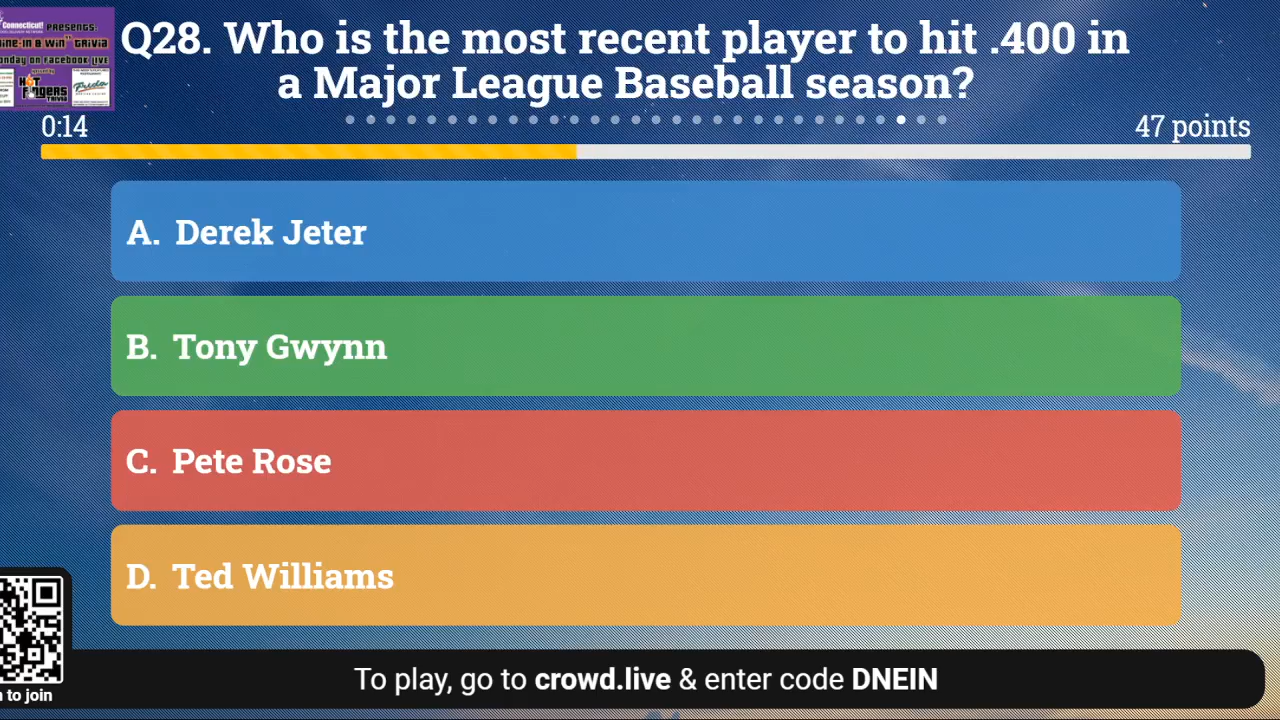 Connecticut! PRESENTS:
Q28. Who is the most recent player to hit .400 in
a Major League Baseball season?
0:14
47 points
A. Derek Jeter
B. Tony Gwynn
C. Pete Rose
D. Ted Williams
n to join
To play, go to crowd.live & enter code DNEIN